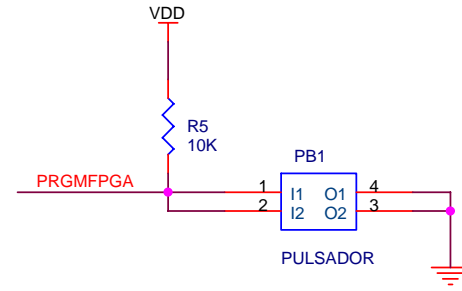 VDD
R5
10K
PB1
PRGMFPGA
1 I1 O1 4
2 I2 O2 3
PULSADOR